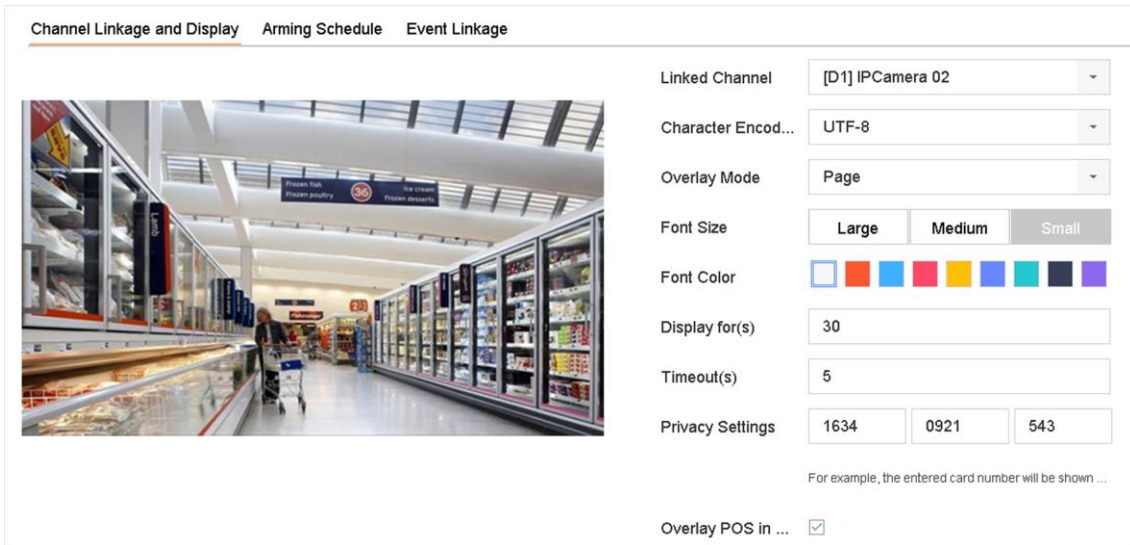 Channel Linkage and Display Arming Schedule Event Linkage
Linked Channel [D1] IPCamera 02
Character Encod... UTF-8
Overlay Mode Page
Font Size Large Medium Small
Font Color
Display for(s) 30
Timeout(s) 5
Privacy Settings 1634 0921 543
For example, the entered card number will be shown ...
Overlay POS in ...
Frozen fish
Frozen poultry
36
Ice cream
Frozen desserts
Lamb